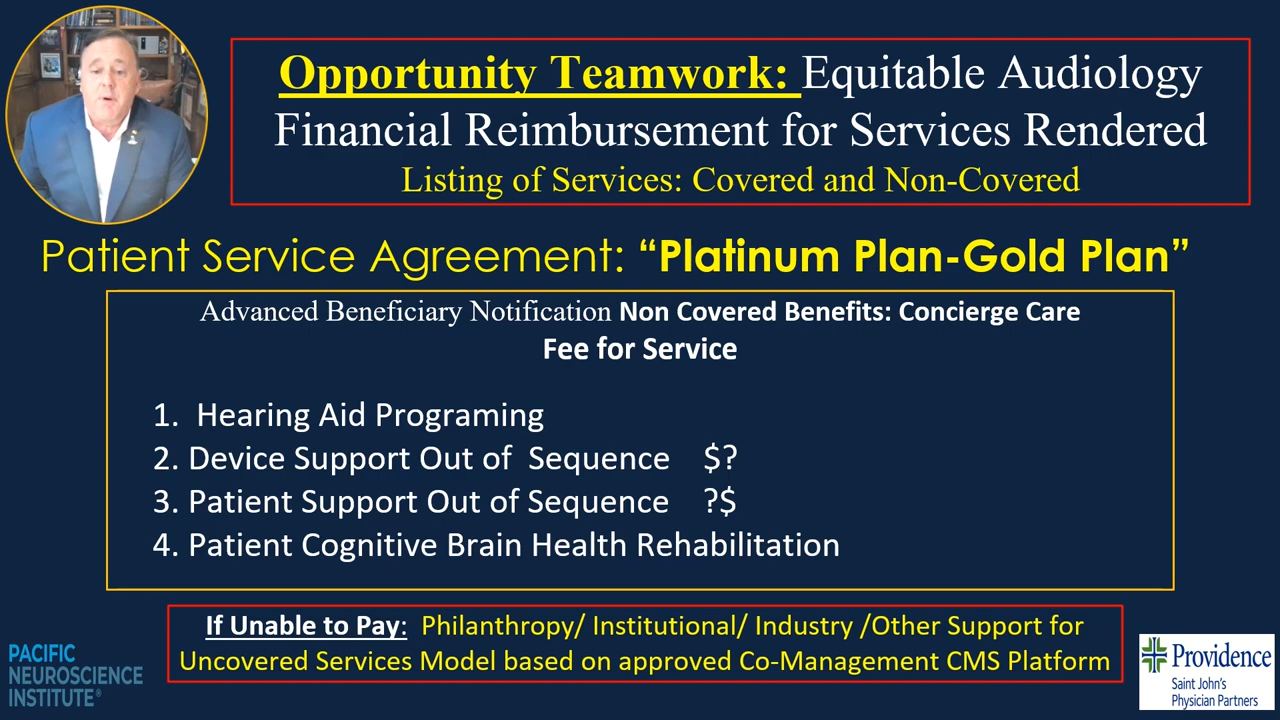 Opportunity Teamwork: Equitable Audiology
Financial Reimbursement for Services Rendered
Listing of Services: Covered and Non-Covered
Patient Service Agreement: “Platinum Plan-Gold Plan”
Advanced Beneficiary Notification Non Covered Benefits: Concierge Care
Fee for Service
1. Hearing Aid Programing
2. Device Support Out of Sequence $?
3. Patient Support Out of Sequence ?$
4. Patient Cognitive Brain Health Rehabilitation
If Unable to Pay: Philanthropy/ Institutional/ Industry /Other Support for
Uncovered Services Model based on approved Co-Management CMS Platform
PACIFIC
NEUROSCIENCE
INSTITUTE®
Providence
Saint John's
Physician Partners